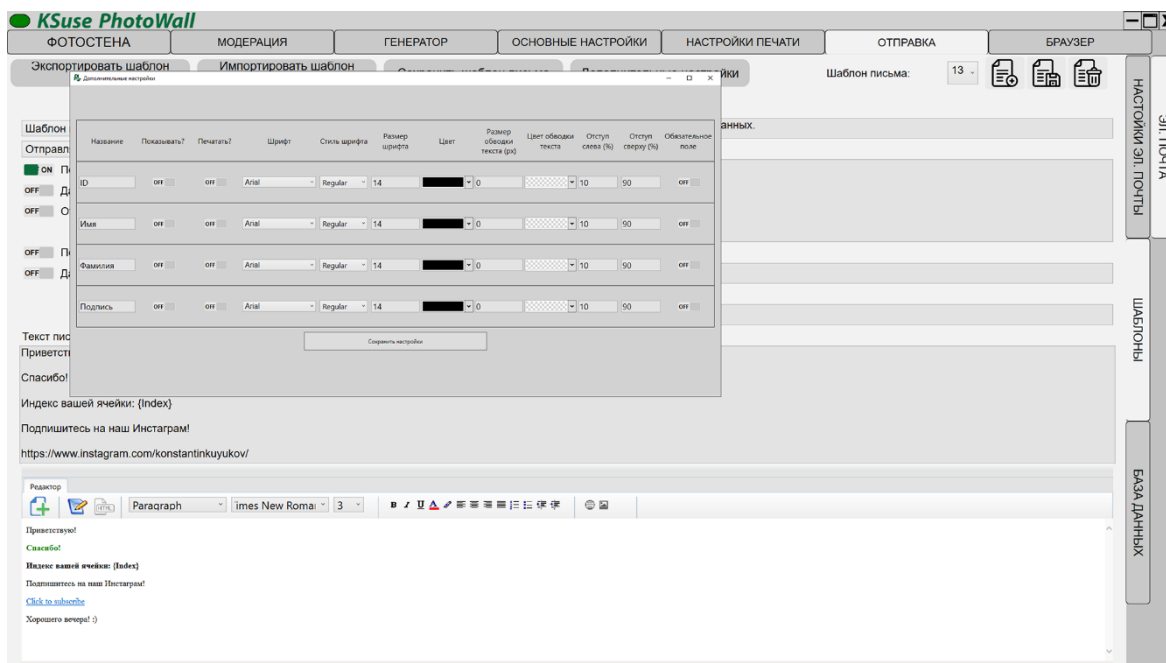 KSuse PhotoWall
ФОТОСТЕНА МОДЕРАЦИЯ ГЕНЕРАТОР ОСНОВНЫЕ НАСТРОЙКИ НАСТРОЙКИ ПЕЧАТИ ОТПРАВКА БРАУЗЕР
Экспортировать шаблон Импортировать шаблон Шаблон письма: 13
Дополнительные настройки
Шаблон
Отправл
ON
OFF
OFF
OFF
OFF
анных.
Название Показывать? Печатать? Шрифт Стиль шрифта Размер шрифта Цвет Размер обводки текста (px) Цвет обводки текста Отступ слева (%) Отступ сверху (%) Обязательное поле
ID OFF OFF Arial Regular 14 0 10 90 OFF
Имя OFF OFF Arial Regular 14 0 10 90 OFF
Фамилия OFF OFF Arial Regular 14 0 10 90 OFF
Подпись OFF OFF Arial Regular 14 0 10 90 OFF
Сохранить настройки
Текст пис
Приветст
Спасибо!
Индекс вашей ячейки: {Index}
Подпишитесь на наш Инстаграм!
https://www.instagram.com/konstantinkuyukov/
Редактор
HTML Paragraph Times New Roma 3 B I U A
Приветствую!
Спасибо!
Индекс вашей ячейки: {Index}
Подпишитесь на наш Инстаграм!
Click to subscribe
Хорошего вечера! :)
НАСТОЙКИ ЭЛ. ПОЧТЫ
ШАБЛОНЫ
БАЗА ДАННЫХ
ЭЛ. ПОЧТА